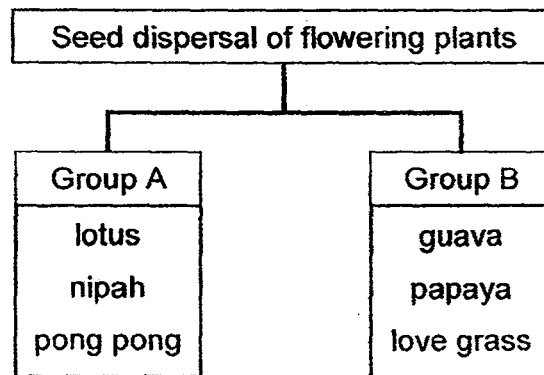 Seed dispersal of flowering plants
Group A
lotus
nipah
pong pong
Group B
guava
papaya
love grass